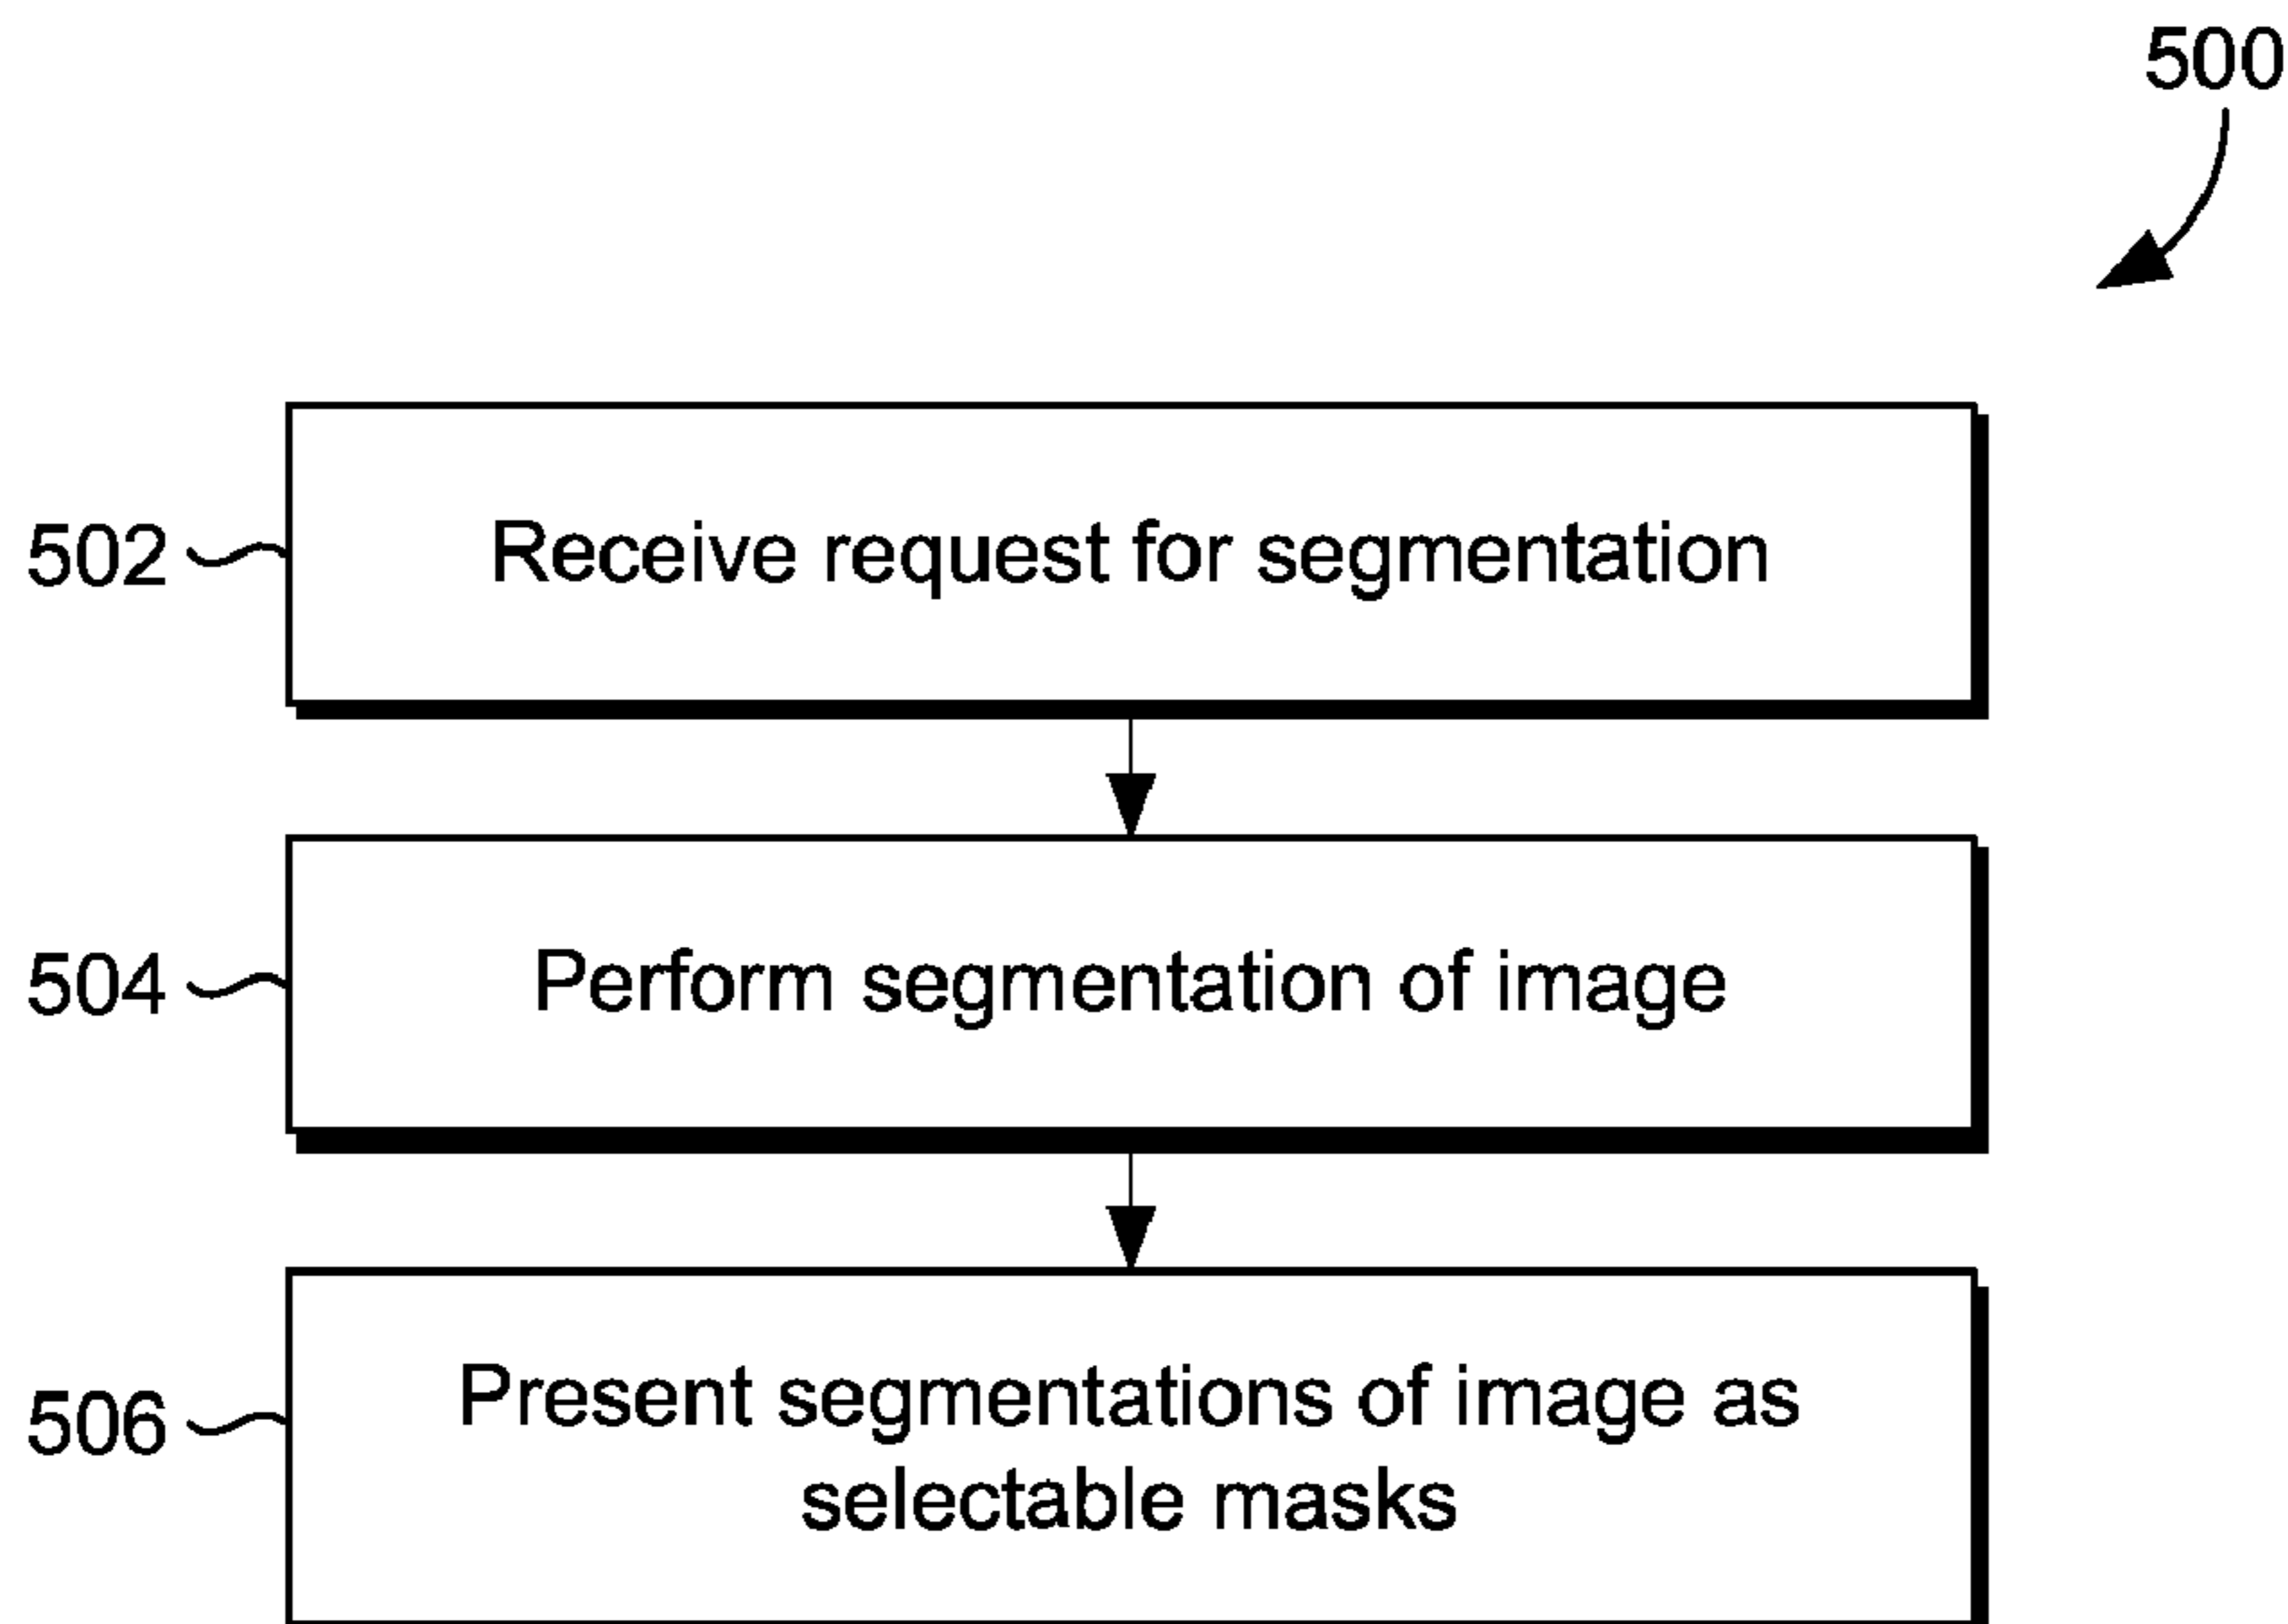 500
502
Receive request for segmentation
504
Perform segmentation of image
506
Present segmentations of image as
selectable masks